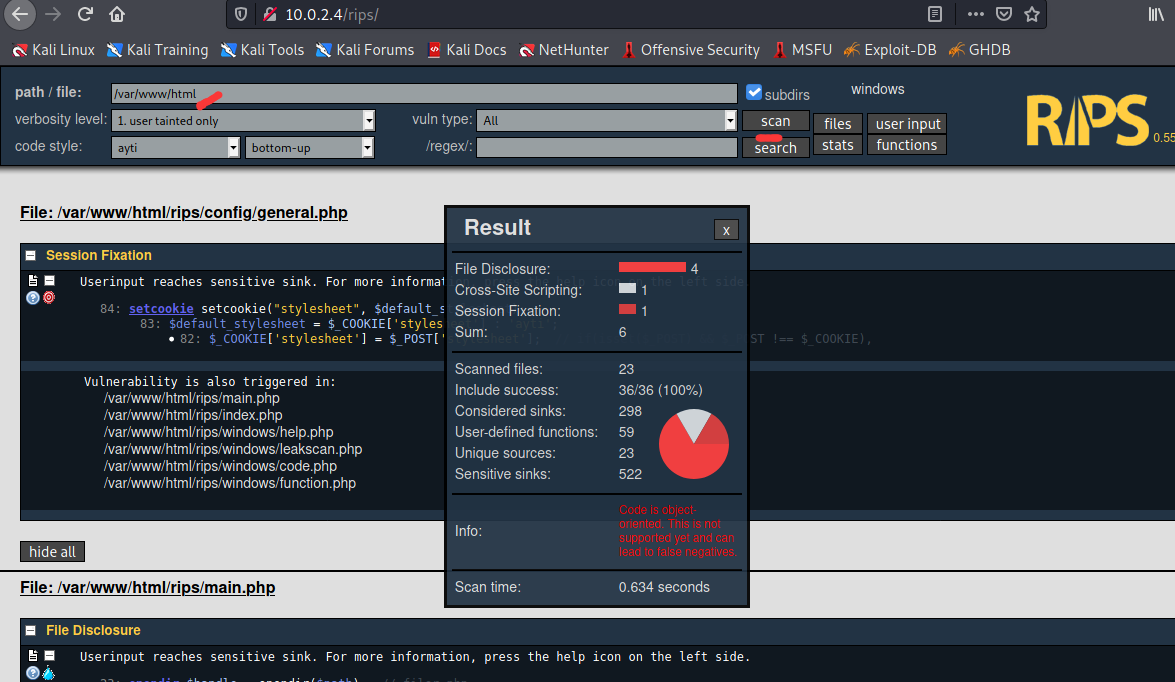 10.0.2.4/rips/
Kali Linux Kali Training Kali Tools Kali Forums Kali Docs NetHunter Offensive Security MSFU Exploit-DB GHDB
path / file: /var/www/html subdirs windows
verbosity level: 1. user tainted only vuln type: All scan files user input
code style: ayti bottom-up /regex/: search stats functions
RIPS 0.55
File: /var/www/html/rips/config/general.php
Session Fixation
Userinput reaches sensitive sink. For more informat the help icon on the left side.
84: setcookie setcookie("stylesheet", $default_s
83: $default_stylesheet = $_COOKIE['styles : 'ayti';
82: $_COOKIE['stylesheet'] = $_POST[' ST !== $_COOKIE),
Vulnerability is also triggered in:
/var/www/html/rips/main.php
/var/www/html/rips/index.php
/var/www/html/rips/windows/help.php
/var/www/html/rips/windows/leakscan.php
/var/www/html/rips/windows/code.php
/var/www/html/rips/windows/function.php
Result x
File Disclosure: 4
Cross-Site Scripting: 1
Session Fixation: 1
Sum: 6
Scanned files: 23
Include success: 36/36 (100%)
Considered sinks: 298
User-defined functions: 59
Unique sources: 23
Sensitive sinks: 522
Info: Code is object-
oriented. This is not
supported yet and can
lead to false negatives.
Scan time: 0.634 seconds
hide all
File: /var/www/html/rips/main.php
File Disclosure
Userinput reaches sensitive sink. For more information, press the help icon on the left side.